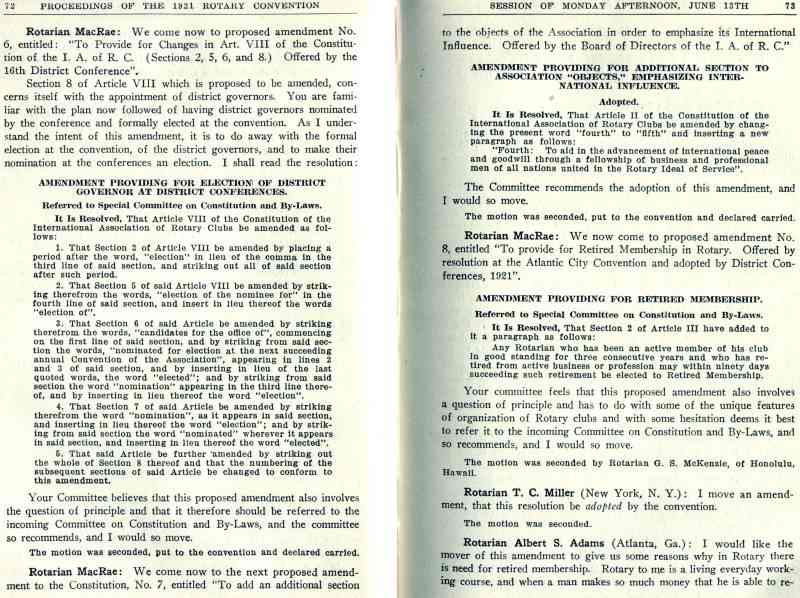 72 PROCEEDINGS OF THE 1921 ROTARY CONVENTION
Rotarian MacRae: We come now to proposed amendment No.
6, entitled: "To Provide for Changes in Art. VIII of the Constitu-
tion of the I. A. of R. C. (Sections 2, 5, 6, and 8.) Offered by the
16th District Conference".
Section 8 of Article VIII which is proposed to be amended, con-
cerns itself with the appointment of district governors. You are fami-
liar with the plan now followed of having district governors nominated
by the conference and formally elected at the convention. As I under-
stand the intent of this amendment, it is to do away with the formal
election at the convention, of the district governors, and to make their
nomination at the conferences an election. I shall read the resolution:
AMENDMENT PROVIDING FOR ELECTION OF DISTRICT
GOVERNOR AT DISTRICT CONFERENCES.
Referred to Special Committee on Constitution and By-Laws.
It Is Resolved, That Article VIII of the Constitution of the
International Association of Rotary Clubs be amended as fol-
lows:
1. That Section 2 of Article VIII be amended by placing a
period after the word, "election" in lieu of the comma in the
third line of said section, and striking out all of said section
after such period.
2. That Section 5 of said Article VIII be amended by strik-
ing therefrom the words, "election of the nominee for" in the
fourth line of said section, and insert in lieu thereof the words
"election of".
3. That Section 6 of said Article be amended by striking
therefrom the words, "candidates for the office of", commencing
on the first line of said section, and by striking from said sec-
tion the words, "nominated for election at the next succeeding
annual Convention of the Association", appearing in lines 2
and 3 of said section, and by inserting in lieu of the last
quoted words, the word "elected"; and by striking from said
section the word "nomination" appearing in the third line there-
of, and by inserting in lieu thereof the word "election".
4. That Section 7 of said Article be amended by striking
therefrom the word "nomination", as it appears in said section,
and inserting in lieu thereof the word "election"; and by strik-
ing from said section the word "nominated" wherever it appears
in said section, and inserting in lieu thereof the word "elected".
5. That said Article be further amended by striking out
the whole of Section 8 thereof and that the numbering of the
subsequent sections of said Article be changed to conform to
this amendment.
Your Committee believes that this proposed amendment also involves
the question of principle and that it therefore should be referred to the
incoming Committee on Constitution and By-Laws, and the committee
so recommends, and I would so move.
The motion was seconded, put to the convention and declared carried.
Rotarian MacRae: We come now to the next proposed amend-
ment to the Constitution, No. 7, entitled "To add an additional section
SESSION OF MONDAY AFTERNOON, JUNE 13TH 73
to the objects of the Association in order to emphasize its International
Influence. Offered by the Board of Directors of the I. A. of R. C."
AMENDMENT PROVIDING FOR ADDITIONAL SECTION TO
ASSOCIATION "OBJECTS," EMPHASIZING INTER-
NATIONAL INFLUENCE.
Adopted.
It Is Resolved, That Article II of the Constitution of the
International Association of Rotary Clubs be amended by chang-
ing the present word "fourth" to "fifth" and inserting a new
paragraph as follows:
"Fourth: To aid in the advancement of international peace
and goodwill through a fellowship of business and professional
men of all nations united in the Rotary Ideal of Service".
The Committee recommends the adoption of this amendment, and
I would so move.
The motion was seconded, put to the convention and declared carried.
Rotarian MacRae: We now come to proposed amendment No.
8, entitled "To provide for Retired Membership in Rotary. Offered by
resolution at the Atlantic City Convention and adopted by District Con-
ferences, 1921".
AMENDMENT PROVIDING FOR RETIRED MEMBERSHIP.
Referred to Special Committee on Constitution and By-Laws.
It Is Resolved, That Section 2 of Article III have added to
it a paragraph as follows:
Any Rotarian who has been an active member of his club
in good standing for three consecutive years and who has re-
tired from active business or profession may within ninety days
succeeding such retirement be elected to Retired Membership.
Your committee feels that this proposed amendment also involves
a question of principle and has to do with some of the unique features
of organization of Rotary clubs and with some hesitation deems it best
to refer it to the incoming Committee on Constitution and By-Laws, and
so recommends, and I would so move.
The motion was seconded by Rotarian G. S. McKenzie, of Honolulu,
Hawaii.
Rotarian T. C. Miller (New York, N. Y.): I move an amend-
ment, that this resolution be adopted by the convention.
The motion was seconded.
Rotarian Albert S. Adams (Atlanta, Ga.): I would like the
mover of this amendment to give us some reasons why in Rotary there
is need for retired membership. Rotary to me is a living everyday work-
ing course, and when a man makes so much money that he is able to re-